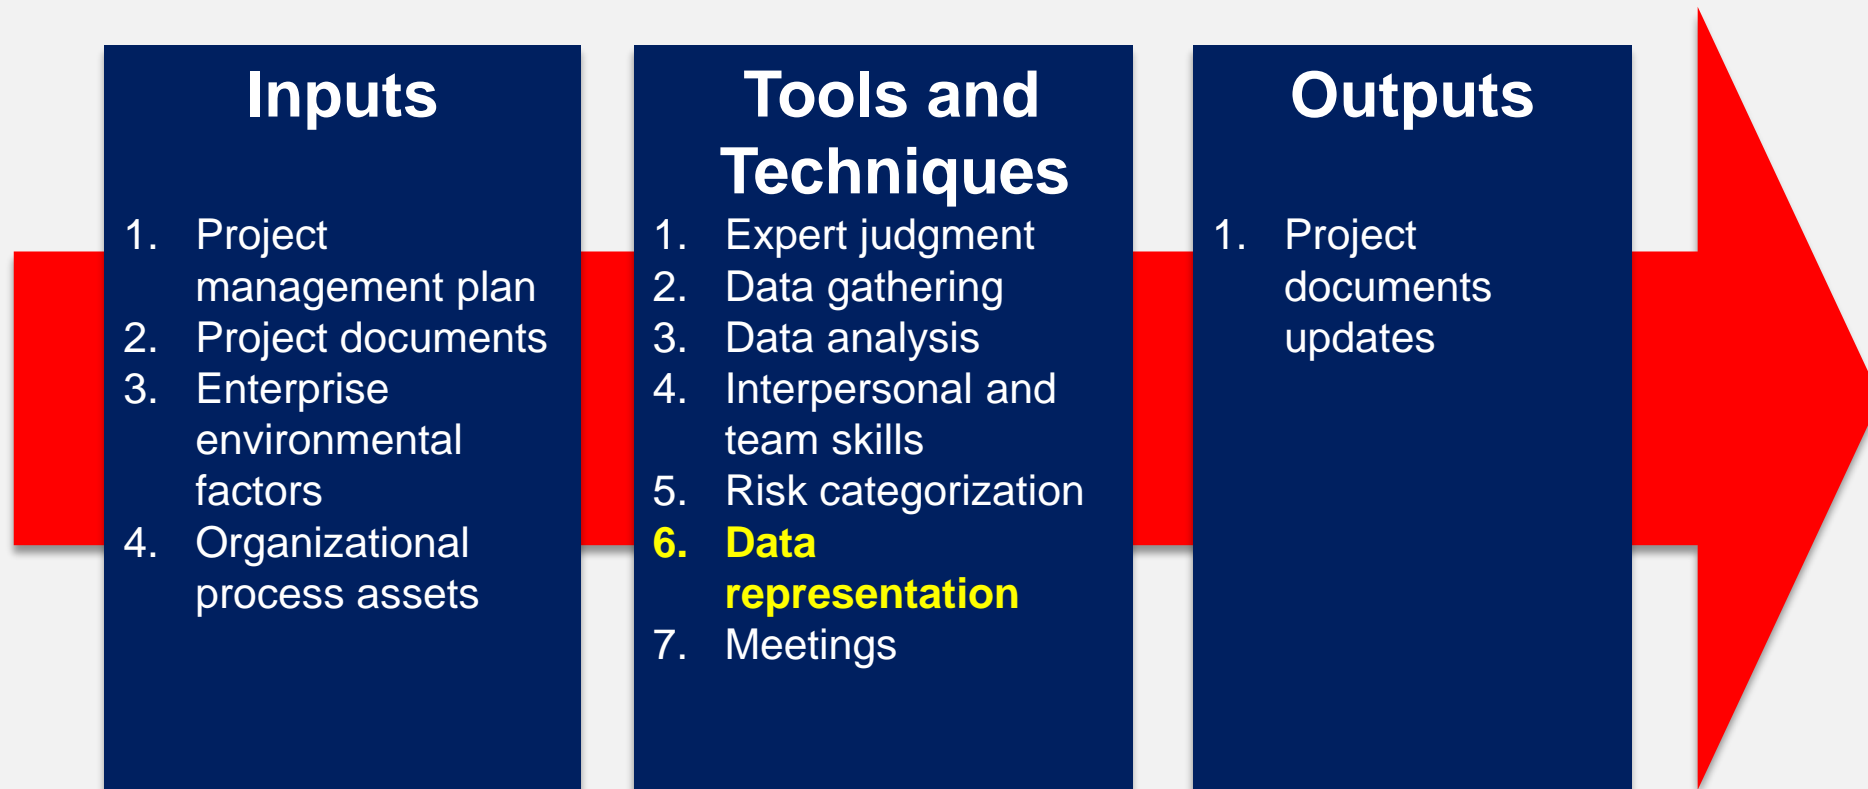 Inputs
1. Project
management plan
2. Project documents
3. Enterprise
environmental
factors
4. Organizational
process assets
Tools and
Techniques
1. Expert judgment
2. Data gathering
3. Data analysis
4. Interpersonal and
team skills
5. Risk categorization
6. Data
representation
7. Meetings
Outputs
1. Project
documents
updates